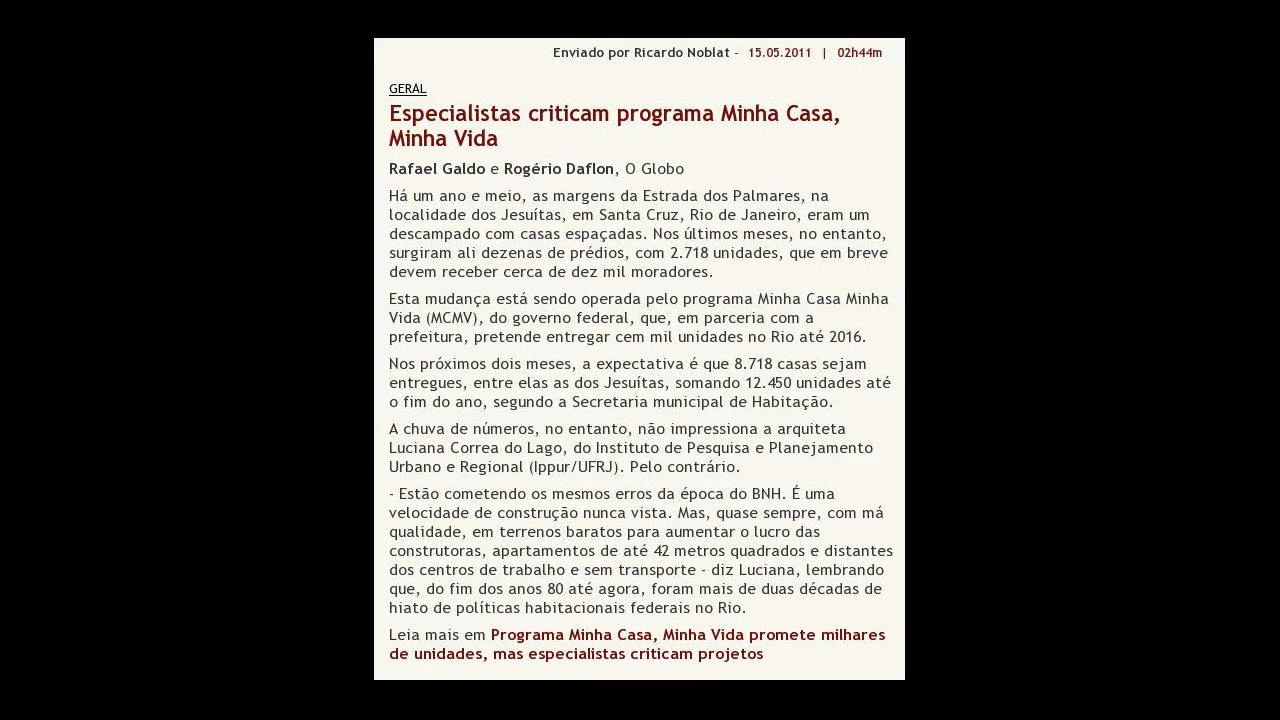 Enviado por Ricardo Noblat - 15.05.2011 | 02h44m
GERAL
Especialistas criticam programa Minha Casa,
Minha Vida
Rafael Galdo e Rogério Daflon, O Globo
Há um ano e meio, as margens da Estrada dos Palmares, na
localidade dos Jesuítas, em Santa Cruz, Rio de Janeiro, eram um
descampado com casas espaçadas. Nos últimos meses, no entanto,
surgiram ali dezenas de prédios, com 2.718 unidades, que em breve
devem receber cerca de dez mil moradores.
Esta mudança está sendo operada pelo programa Minha Casa Minha
Vida (MCMV), do governo federal, que, em parceria com a
prefeitura, pretende entregar cem mil unidades no Rio até 2016.
Nos próximos dois meses, a expectativa é que 8.718 casas sejam
entregues, entre elas as dos Jesuítas, somando 12.450 unidades até
o fim do ano, segundo a Secretaria municipal de Habitação.
A chuva de números, no entanto, não impressiona a arquiteta
Luciana Correa do Lago, do Instituto de Pesquisa e Planejamento
Urbano e Regional (Ippur/UFRJ). Pelo contrário.
- Estão cometendo os mesmos erros da época do BNH. É uma
velocidade de construção nunca vista. Mas, quase sempre, com má
qualidade, em terrenos baratos para aumentar o lucro das
construtoras, apartamentos de até 42 metros quadrados e distantes
dos centros de trabalho e sem transporte - diz Luciana, lembrando
que, do fim dos anos 80 até agora, foram mais de duas décadas de
hiato de políticas habitacionais federais no Rio.
Leia mais em Programa Minha Casa, Minha Vida promete milhares
de unidades, mas especialistas criticam projetos